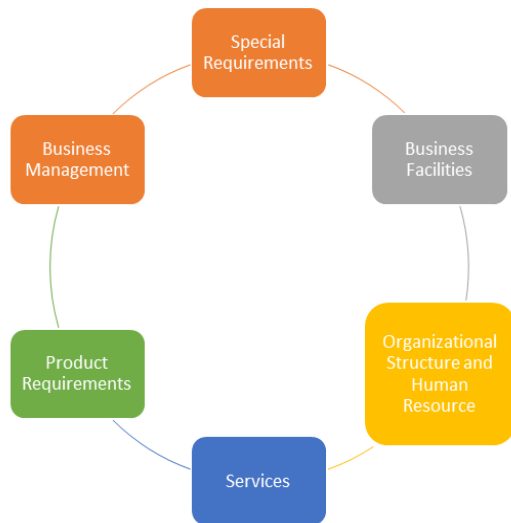 Special
Requirements
Business
Facilities
Organizational
Structure and
Human
Resource
Services
Product
Requirements
Business
Management